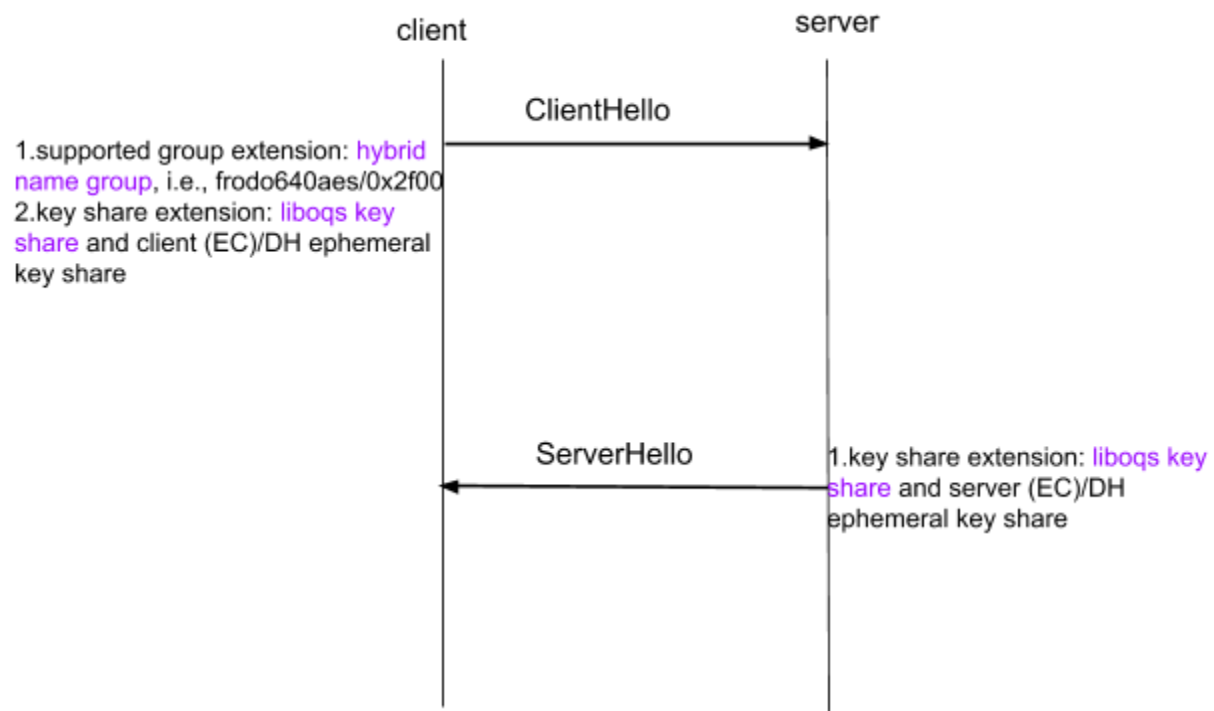 client
server
ClientHello
1.supported group extension: hybrid
name group, i.e., frodo640aes/0x2f00
2.key share extension: liboqs key
share and client (EC)/DH ephemeral
key share
ServerHello
1.key share extension: liboqs key
share and server (EC)/DH
ephemeral key share